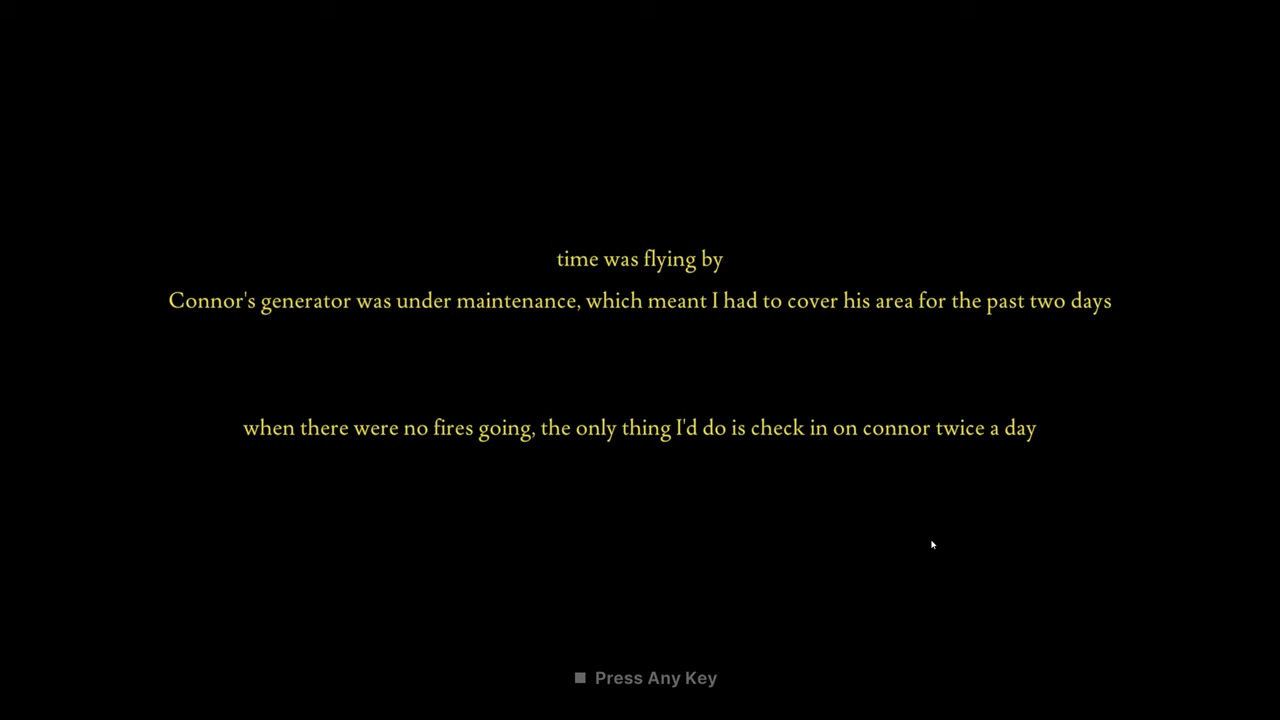 time was flying by
Connor's generator was under maintenance, which meant I had to cover his area for the past two days
when there were no fires going, the only thing I'd do is check in on connor twice a day
Press Any Key